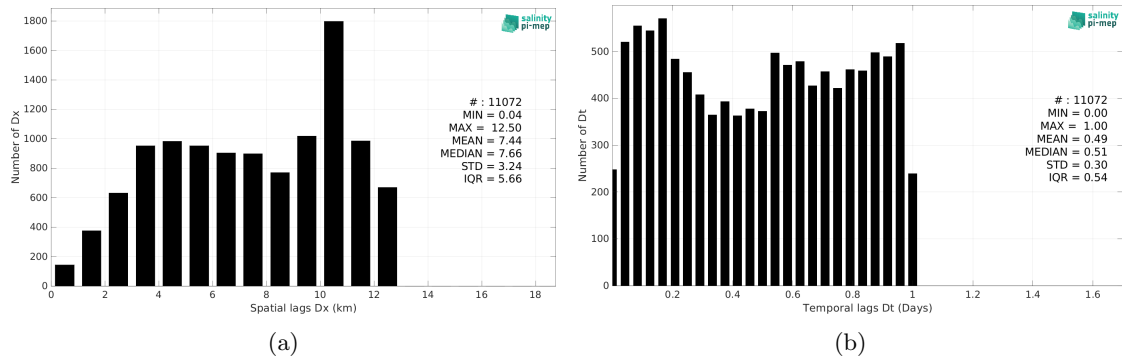 1800
1600
1400
1200
1000
800
600
400
200
0
Number of Dx
salinity
pi-mep
# : 11072
MIN = 0.04
MAX = 12.50
MEAN = 7.44
MEDIAN = 7.66
STD = 3.24
IQR = 5.66
0 2 4 6 8 10 12 14 16 18
Spatial lags Dx (km)
(a)
500
400
300
200
100
0
Number of Dt
salinity
pi-mep
# : 11072
MIN = 0.00
MAX = 1.00
MEAN = 0.49
MEDIAN = 0.51
STD = 0.30
IQR = 0.54
0.2 0.4 0.6 0.8 1 1.2 1.4 1.6
Temporal lags Dt (Days)
(b)